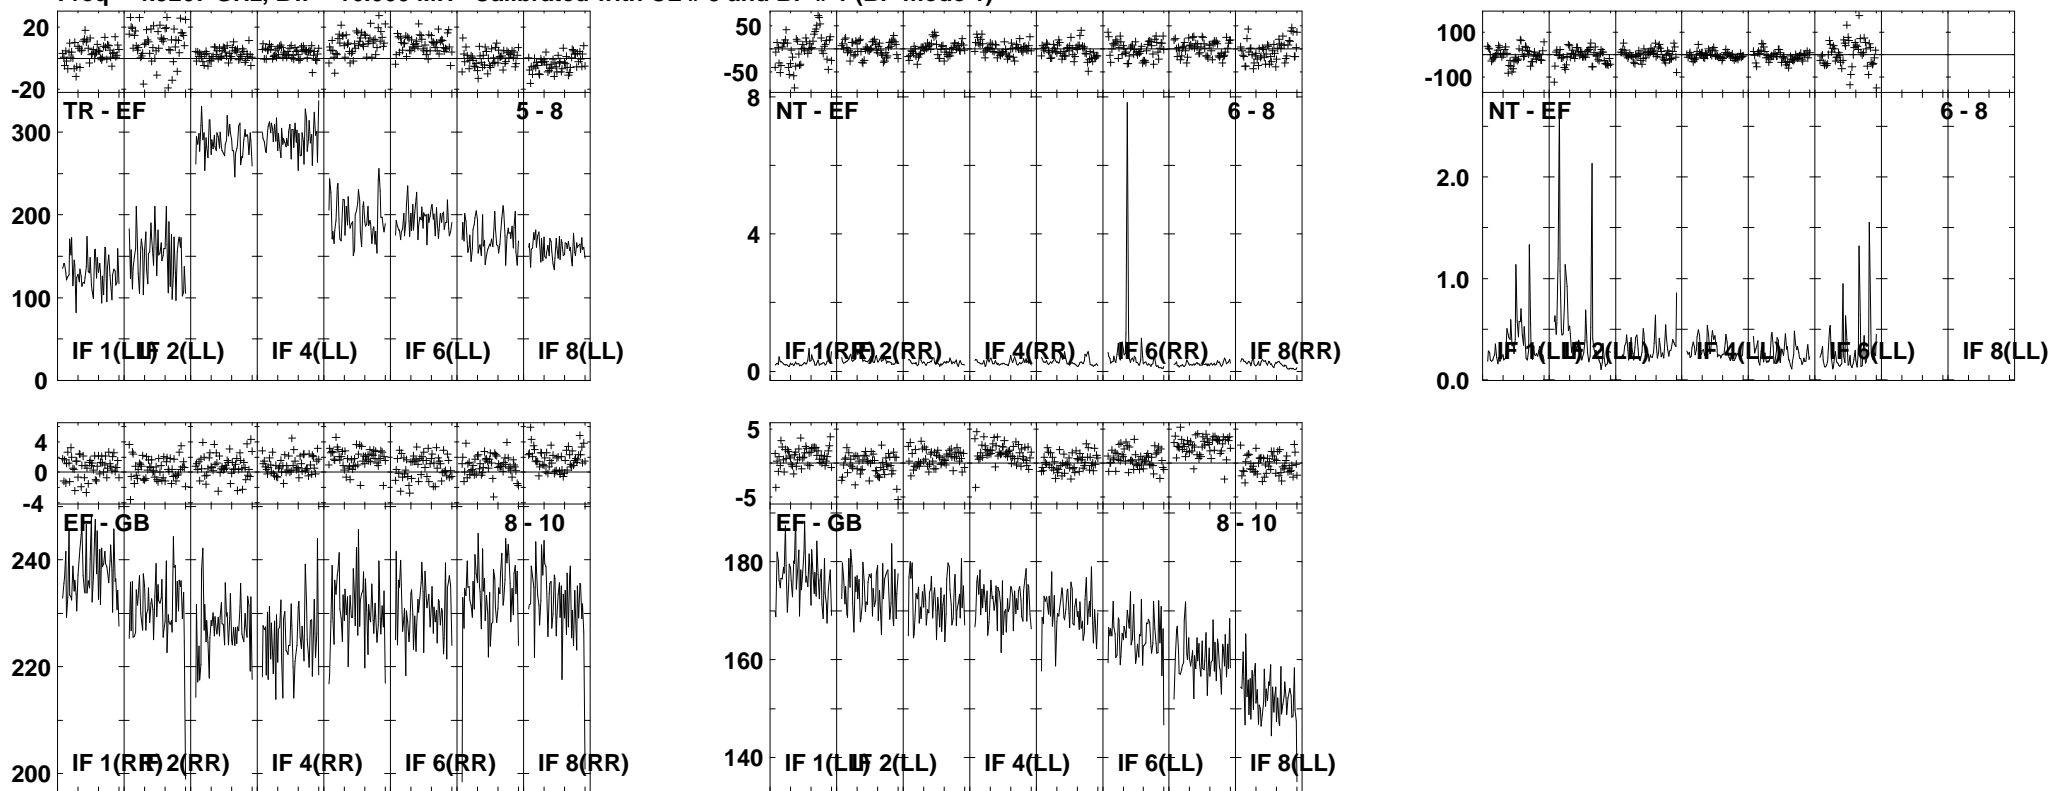 20
-20
TR - EF
5 - 8
300
200
100
0
IF 1(LL)
IF 2(LL)
IF 4(LL)
IF 6(LL)
IF 8(LL)
50
-50
8
NT - EF
6 - 8
4
0
IF 1(RR)
IF 2(RR)
IF 4(RR)
IF 6(RR)
IF 8(RR)
100
-100
NT - EF
6 - 8
2.0
1.0
0.0
IF 1(LL)
IF 2(LL)
IF 4(LL)
IF 6(LL)
IF 8(LL)
4
0
-4
EF - GB
8 - 10
240
220
200
IF 1(RR)
IF 2(RR)
IF 4(RR)
IF 6(RR)
IF 8(RR)
5
-5
EF - GB
8 - 10
180
160
140
IF 1(LL)
IF 2(LL)
IF 4(LL)
IF 6(LL)
IF 8(LL)